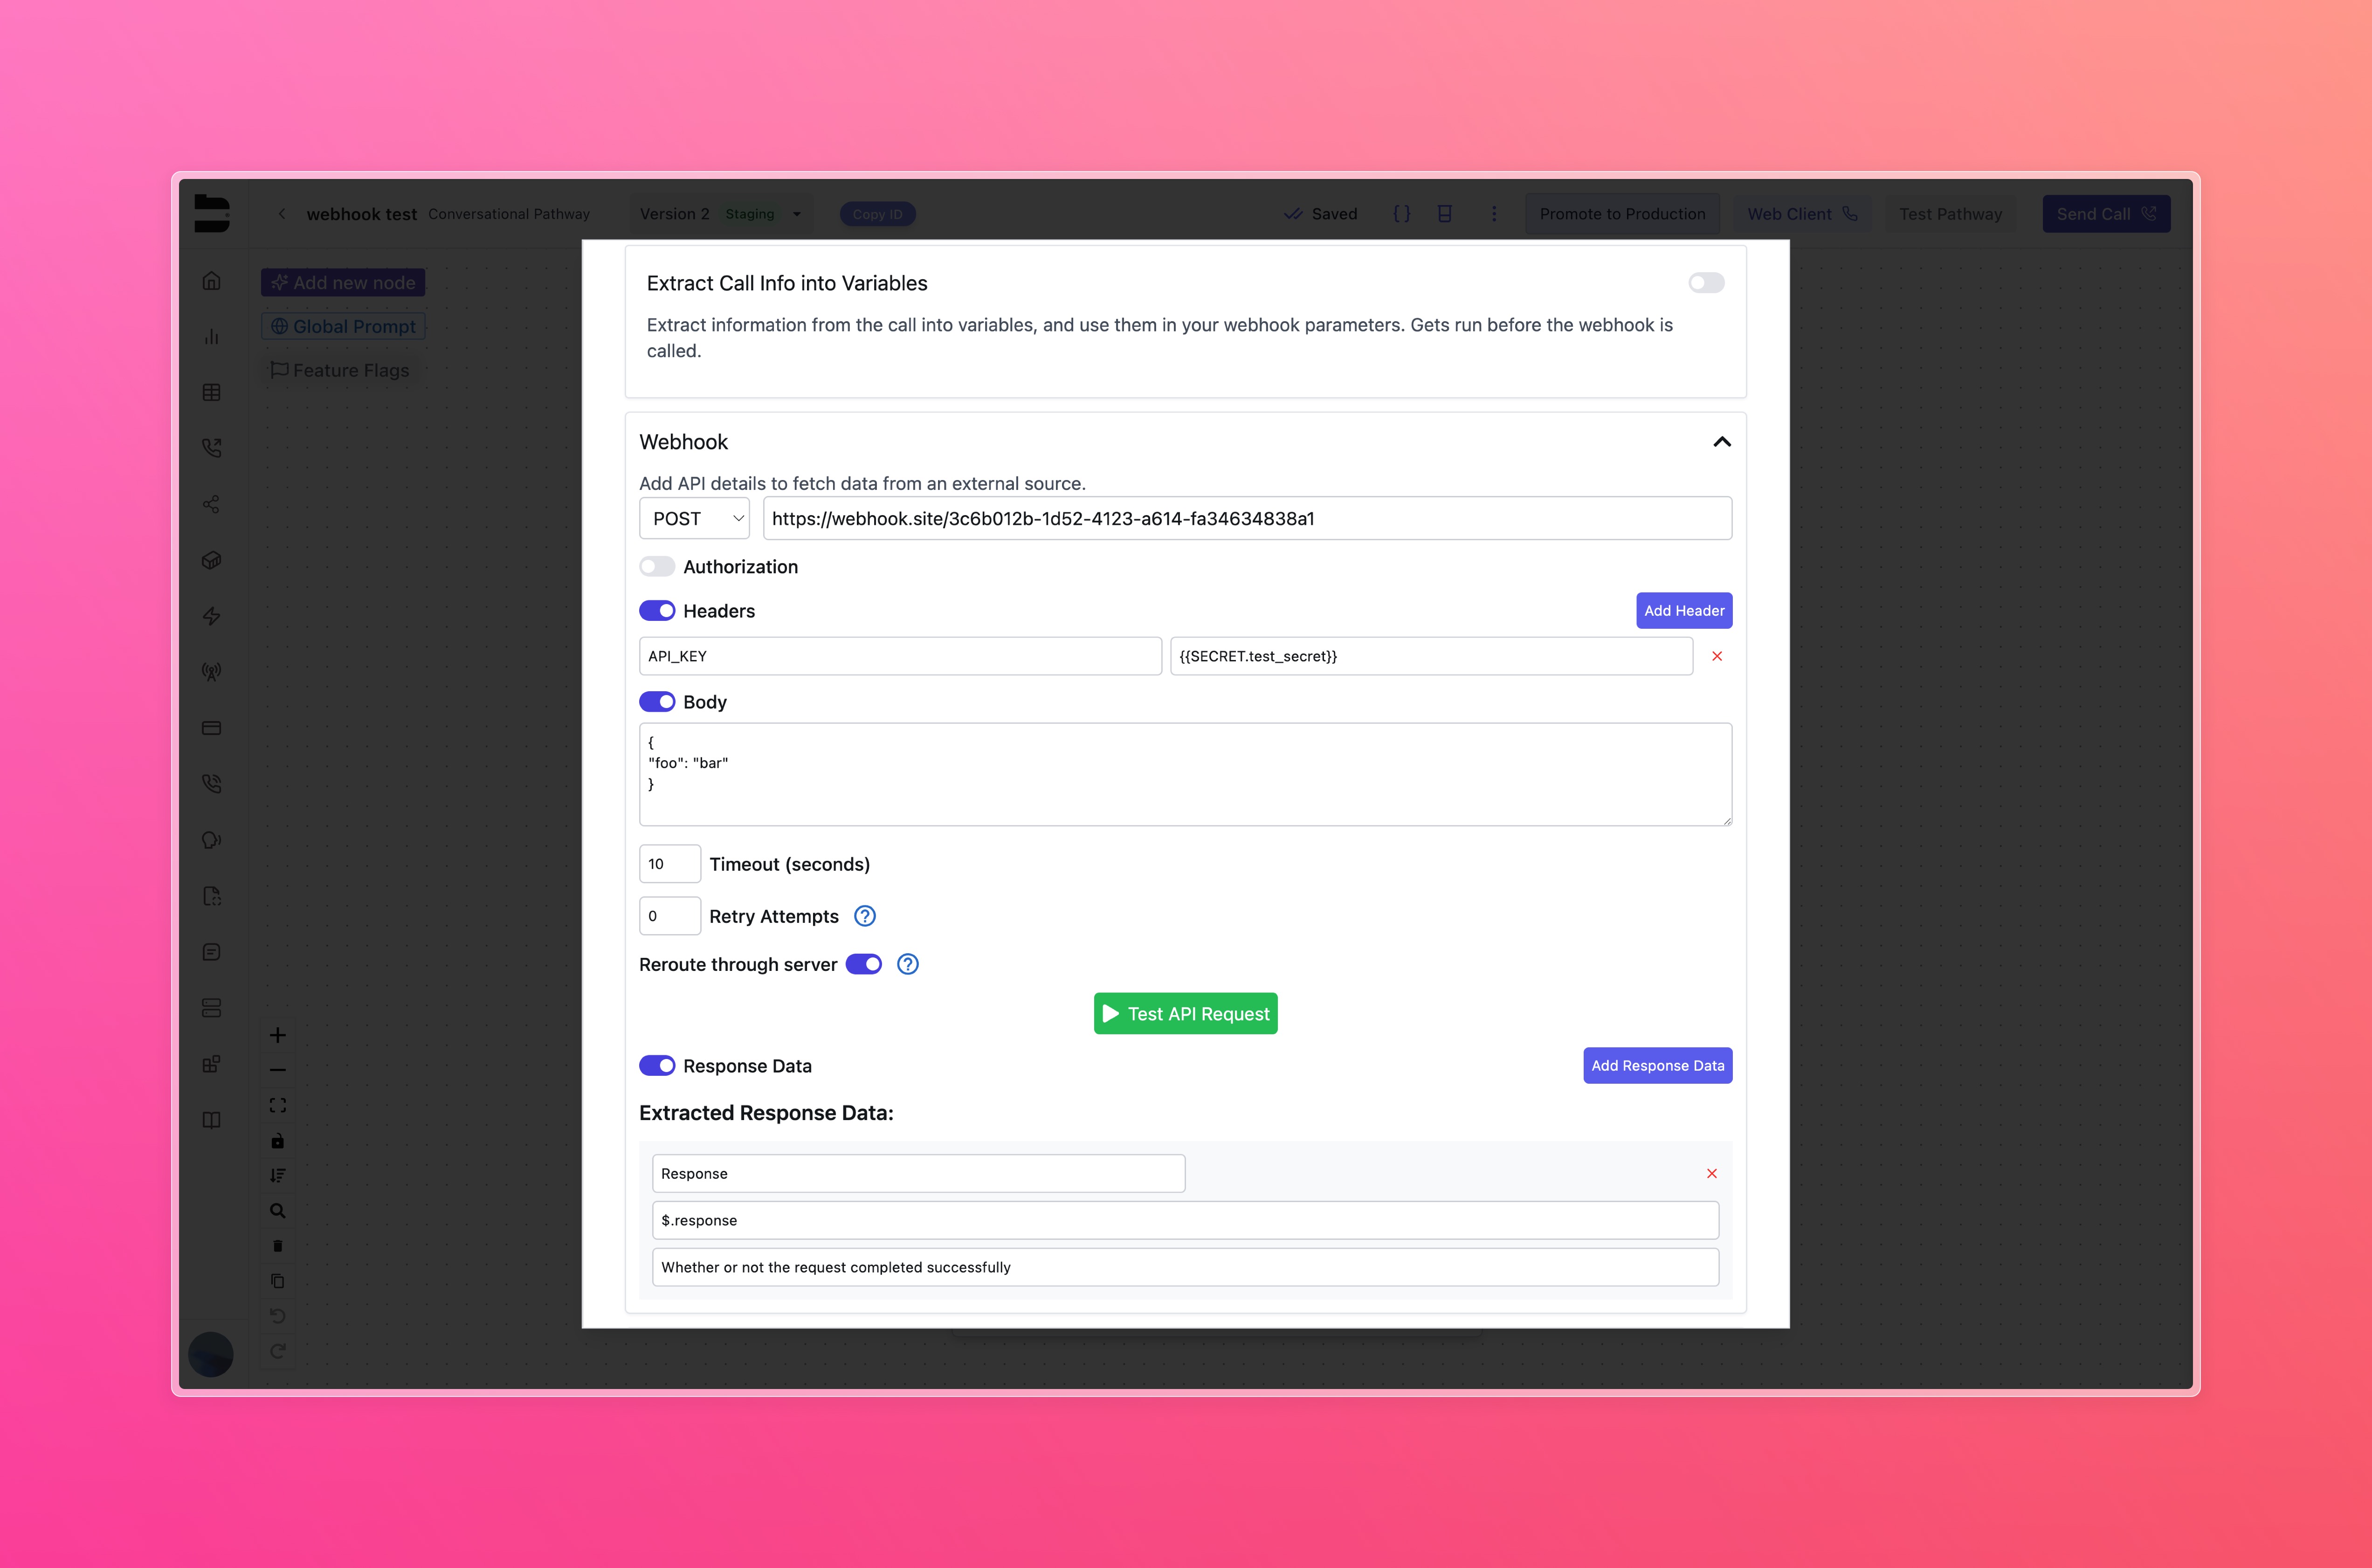 webhook test Conversational Pathway Version 2 Staging Copy ID Saved Promote to Production Web Client Test Pathway Send Call
Add new node
Global Prompt
Feature Flags
Extract Call Info into Variables
Extract information from the call into variables, and use them in your webhook parameters. Gets run before the webhook is
called.
Webhook
Add API details to fetch data from an external source.
POST https://webhook.site/3c6b012b-1d52-4123-a614-fa34634838a1
Authorization
Headers Add Header
API_KEY {{SECRET.test_secret}}
Body
{
"foo": "bar"
}
10 Timeout (seconds)
0 Retry Attempts
Reroute through server
Test API Request
Response Data Add Response Data
Extracted Response Data:
Response
$.response
Whether or not the request completed successfully